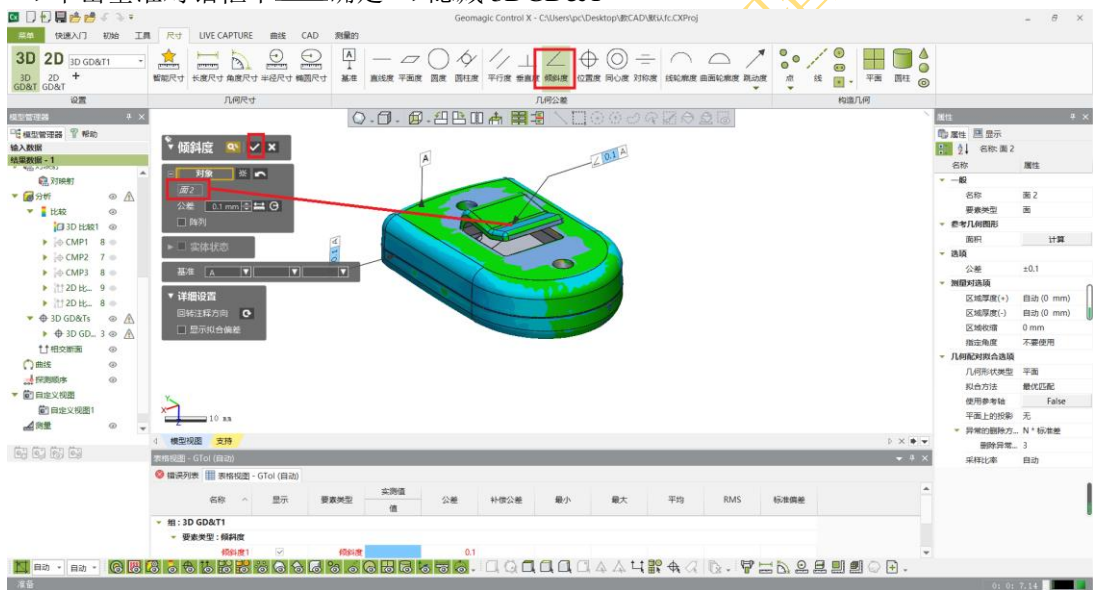 Geomagic Control X - C:\Users\pc\Desktop\数CAD\默认fc.CXProj
菜单 快速入门 初始 工具 尺寸 LIVE CAPTURE 曲线 CAD 测量的
3D 2D 3D GD&T1
3D GD&T 2D GD&T
智能尺寸 长度尺寸 角度尺寸 半径尺寸 椭圆尺寸 基准 直线度 平面度 圆度 圆柱度 平行度 垂直度 倾斜度 位置度 同心度 对称度 线轮廓度 曲面轮廓度 跳动度 点 线 平面 圆柱
设置 几何尺寸 几何公差 构造几何
模型管理器
模型管理器 帮助
输入数据
结果数据 - 1
对映射
分析
比较
3D 比较1
CMP1 8
CMP2 7
CMP3 8
2D 比... 9
2D 比... 8
3D GD&Ts
3D GD... 3
相交断面
曲线
探测顺序
自定义视图
自定义视图1
测量
倾斜度
对象
面2
公差 0.1 mm
阵列
实体状态
基准 A
详细设置
回转注释方向
显示拟合偏差
A
0.1 A
0.1 A
Y
X
Z
10 mm
模型视图 支持
属性
属性 显示
名称: 面 2
名称 属性
一般
名称 面 2
要素类型 面
参考几何图形
面积 计算
选项
公差 ±0.1
测量对选项
区域厚度(+) 自动 (0 mm)
区域厚度(-) 自动 (0 mm)
区域收缩 0 mm
指定角度 不要使用
几何配对拟合选项
几何形状类型 平面
拟合方法 最优匹配
使用参考轴 False
平面上的投影 无
异常的删除方... N * 标准差
删除异常... 3
采样比率 自动
表格视图 - GTol (自动)
错误列表 表格视图 - GTol (自动)
名称 显示 要素类型 实测值 公差 补偿公差 最小 最大 平均 RMS 标准偏差
值
组 : 3D GD&T1
要素类型 : 倾斜度
倾斜度1 倾斜度 0.1
自动 自动
准备 0: 0: 7.14